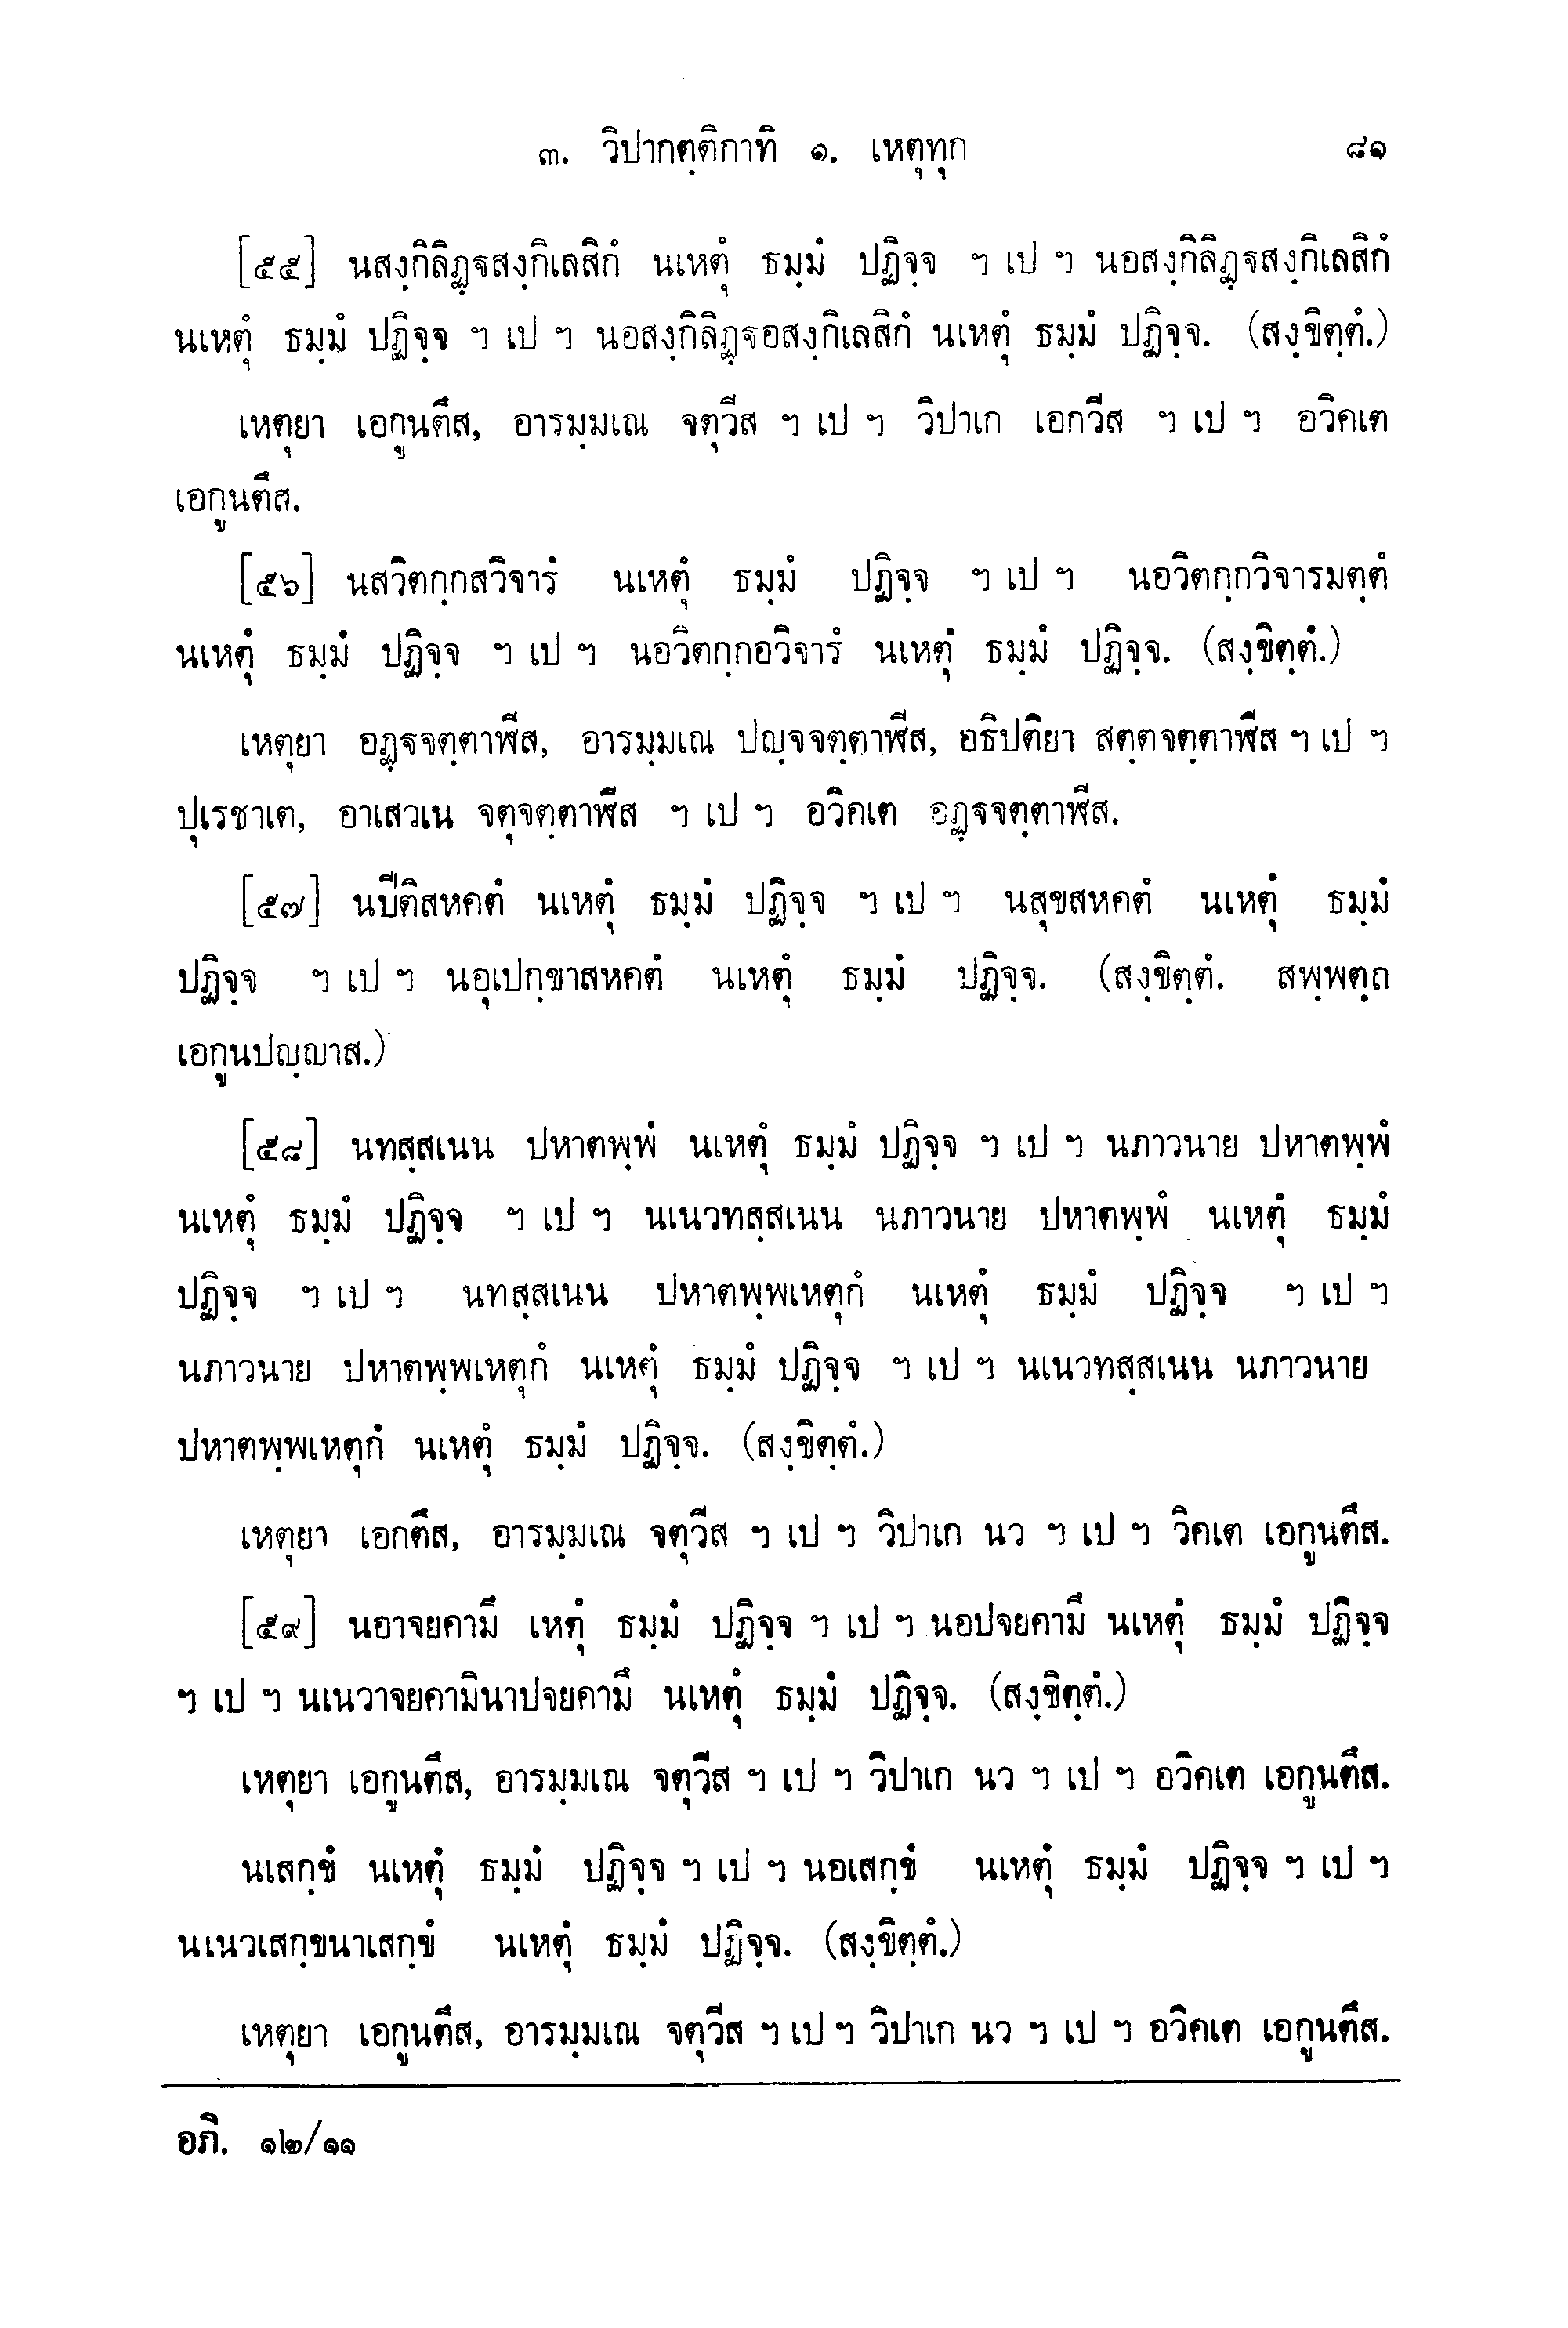 ๓. วิปากตฺติกาทิ ๑. เหตุทุก ๘๑
[๕๕] นสงฺกิลิฏฺฐสงฺกิเลสิกํ นเหตุํ ธมฺมํ ปฏิจฺจ ฯ เป ฯ นอสงฺกิลิฏฺฐสงฺกิเลสิกํ
นเหตุํ ธมฺมํ ปฏิจฺจ ฯ เป ฯ นอสงฺกิลิฏฺฐอสงฺกิเลสิกํ นเหตุํ ธมฺมํ ปฏิจฺจ. (สงฺขิตฺตํ.)
เหตุยา เอกูนตึส, อารมฺมเณ จตุวีส ฯ เป ฯ วิปาเก เอกวีส ฯ เป ฯ อวิคเต
เอกูนตึส.
[๕๖] นสวิตกฺกสวิจารํ นเหตุํ ธมฺมํ ปฏิจฺจ ฯ เป ฯ นอวิตกฺกวิจารมตฺตํ
นเหตุํ ธมฺมํ ปฏิจฺจ ฯ เป ฯ นอวิตกฺกอวิจารํ นเหตุํ ธมฺมํ ปฏิจฺจ. (สงฺขิตฺตํ.)
เหตุยา อฏฺฐจตฺตาฬีส, อารมฺมเณ ปญฺจจตฺตาฬีส, อธิปติยา สตฺตจตฺตาฬีส ฯ เป ฯ
ปุเรชาเต, อาเสวเน จตุจตฺตาฬีส ฯ เป ฯ อวิคเต อฏฺฐจตฺตาฬีส.
[๕๗] นปีติสหคตํ นเหตุํ ธมฺมํ ปฏิจฺจ ฯ เป ฯ นสุขสหคตํ นเหตุํ ธมฺมํ
ปฏิจฺจ ฯ เป ฯ นอุเปกฺขาสหคตํ นเหตุํ ธมฺมํ ปฏิจฺจ. (สงฺขิตฺตํ. สพฺพตฺถ
เอกูนปญฺญาส.)
[๕๘] นทสฺสเนน ปหาตพฺพํ นเหตุํ ธมฺมํ ปฏิจฺจ ฯ เป ฯ นภาวนาย ปหาตพฺพํ
นเหตุํ ธมฺมํ ปฏิจฺจ ฯ เป ฯ นเนวทสฺสเนน นภาวนาย ปหาตพฺพํ นเหตุํ ธมฺมํ
ปฏิจฺจ ฯ เป ฯ นทสฺสเนน ปหาตพฺพเหตุกํ นเหตุํ ธมฺมํ ปฏิจฺจ ฯ เป ฯ
นภาวนาย ปหาตพฺพเหตุกํ นเหตุํ ธมฺมํ ปฏิจฺจ ฯ เป ฯ นเนวทสฺสเนน นภาวนาย
ปหาตพฺพเหตุกํ นเหตุํ ธมฺมํ ปฏิจฺจ. (สงฺขิตฺตํ.)
เหตุยา เอกตึส, อารมฺมเณ จตุวีส ฯ เป ฯ วิปาเก นว ฯ เป ฯ วิคเต เอกูนตึส.
[๕๙] นอาจยคามึ เหตุํ ธมฺมํ ปฏิจฺจ ฯ เป ฯ นอปจยคามึ นเหตุํ ธมฺมํ ปฏิจฺจ
ฯ เป ฯ นเนวาจยคามินาปจยคามึ นเหตุํ ธมฺมํ ปฏิจฺจ. (สงฺขิตฺตํ.)
เหตุยา เอกูนตึส, อารมฺมเณ จตุวีส ฯ เป ฯ วิปาเก นว ฯ เป ฯ อวิคเต เอกูนตึส.
นเสกฺขํ นเหตุํ ธมฺมํ ปฏิจฺจ ฯ เป ฯ นอเสกฺขํ นเหตุํ ธมฺมํ ปฏิจฺจ ฯ เป ฯ
นเนวเสกฺขนาเสกฺขํ นเหตุํ ธมฺมํ ปฏิจฺจ. (สงฺขิตฺตํ.)
เหตุยา เอกูนตึส, อารมฺมเณ จตุวีส ฯ เป ฯ วิปาเก นว ฯ เป ฯ อวิคเต เอกูนตึส.
อภิ. ๑๒/๑๑